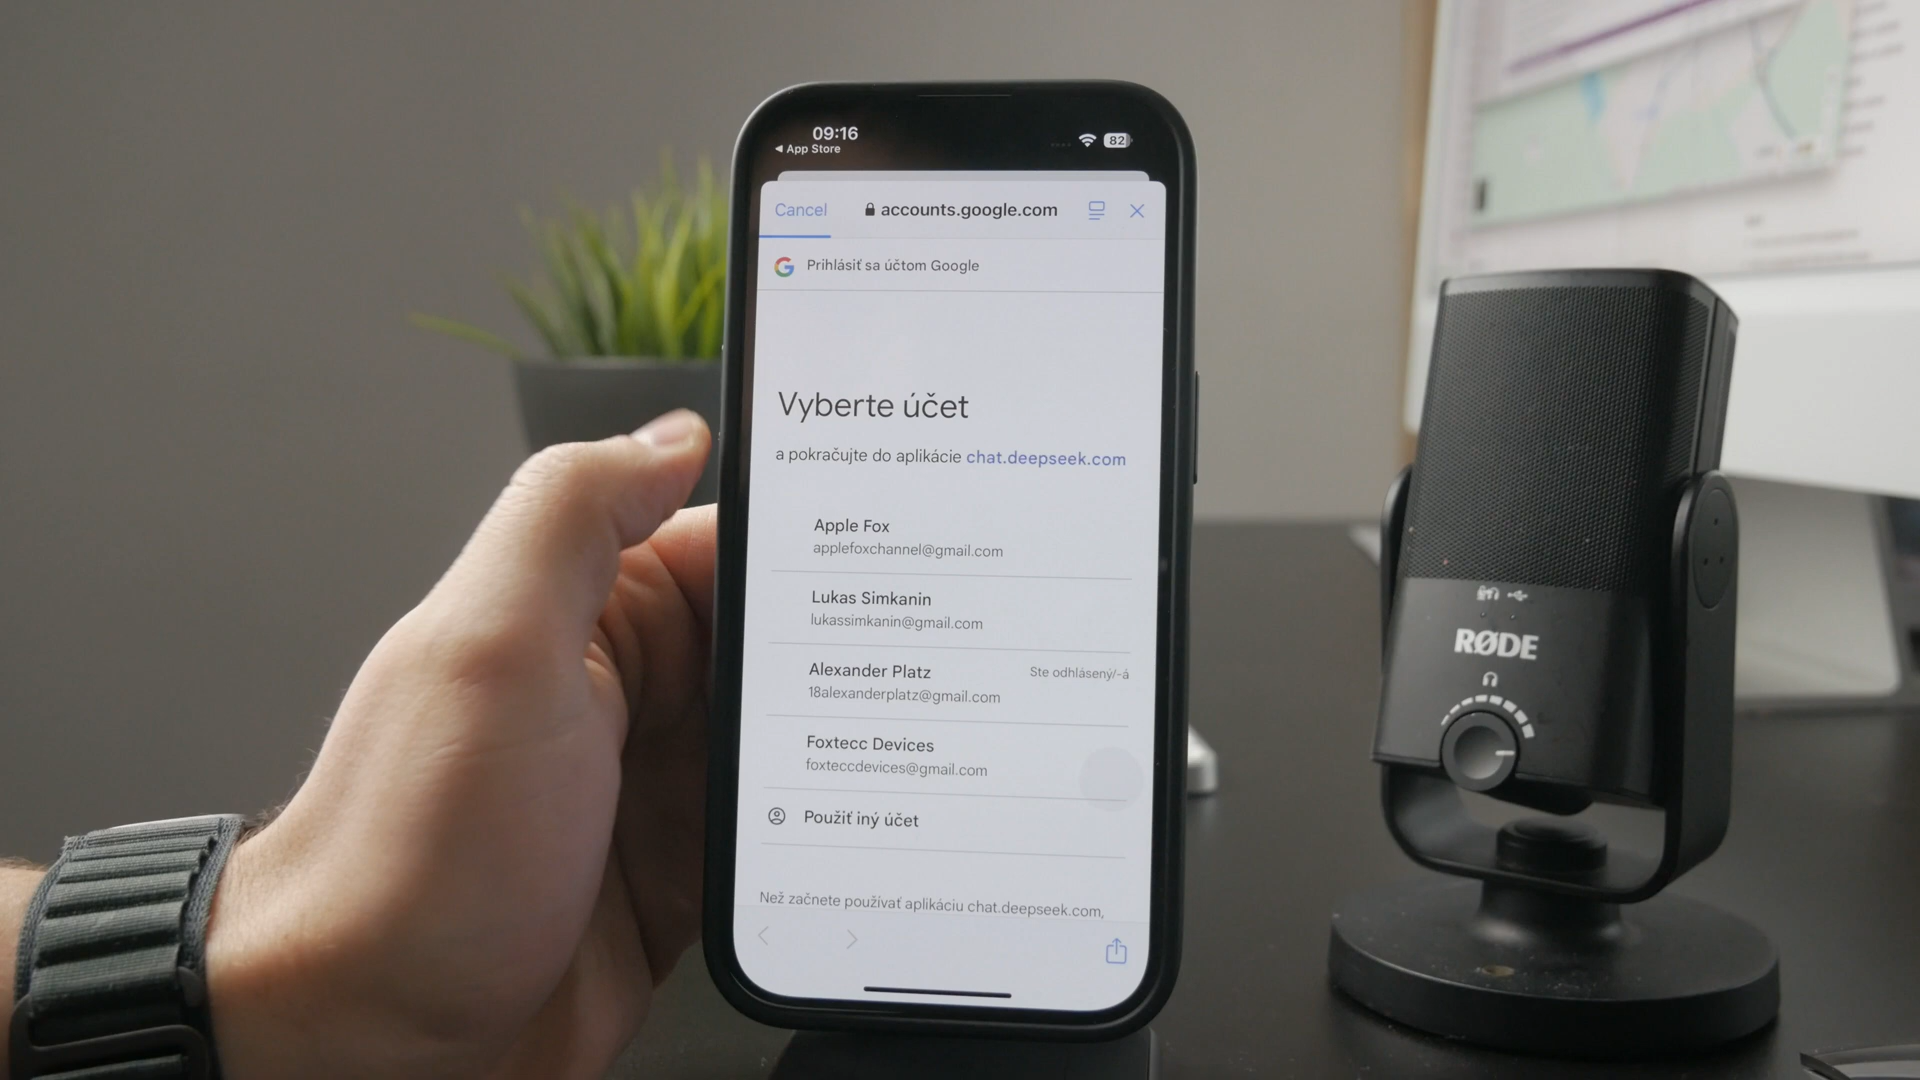 09:16
App Store
82
Cancel
accounts.google.com
Prihlásiť sa účtom Google
Vyberte účet
a pokračujte do aplikácie chat.deepseek.com
Apple Fox
applefoxchannel@gmail.com
Lukas Simkanin
lukassimkanin@gmail.com
Alexander Platz
Ste odhlásený/-á
18alexanderplatz@gmail.com
Foxtecc Devices
foxteccdevices@gmail.com
Použiť iný účet
Než začnete používať aplikáciu chat.deepseek.com,
RØDE